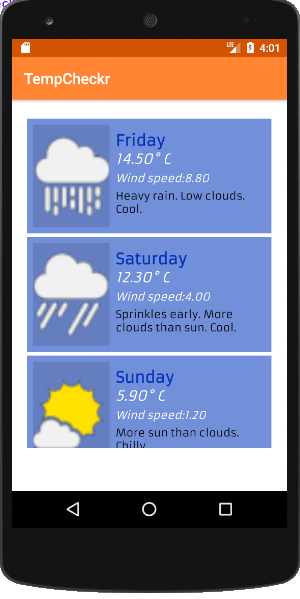 LTE 4:01
TempCheckr
Friday
14.50° C
Wind speed:8.80
Heavy rain. Low clouds.
Cool.
Saturday
12.30° C
Wind speed:4.00
Sprinkles early. More
clouds than sun. Cool.
Sunday
5.90° C
Wind speed:1.20
More sun than clouds.
Chilly